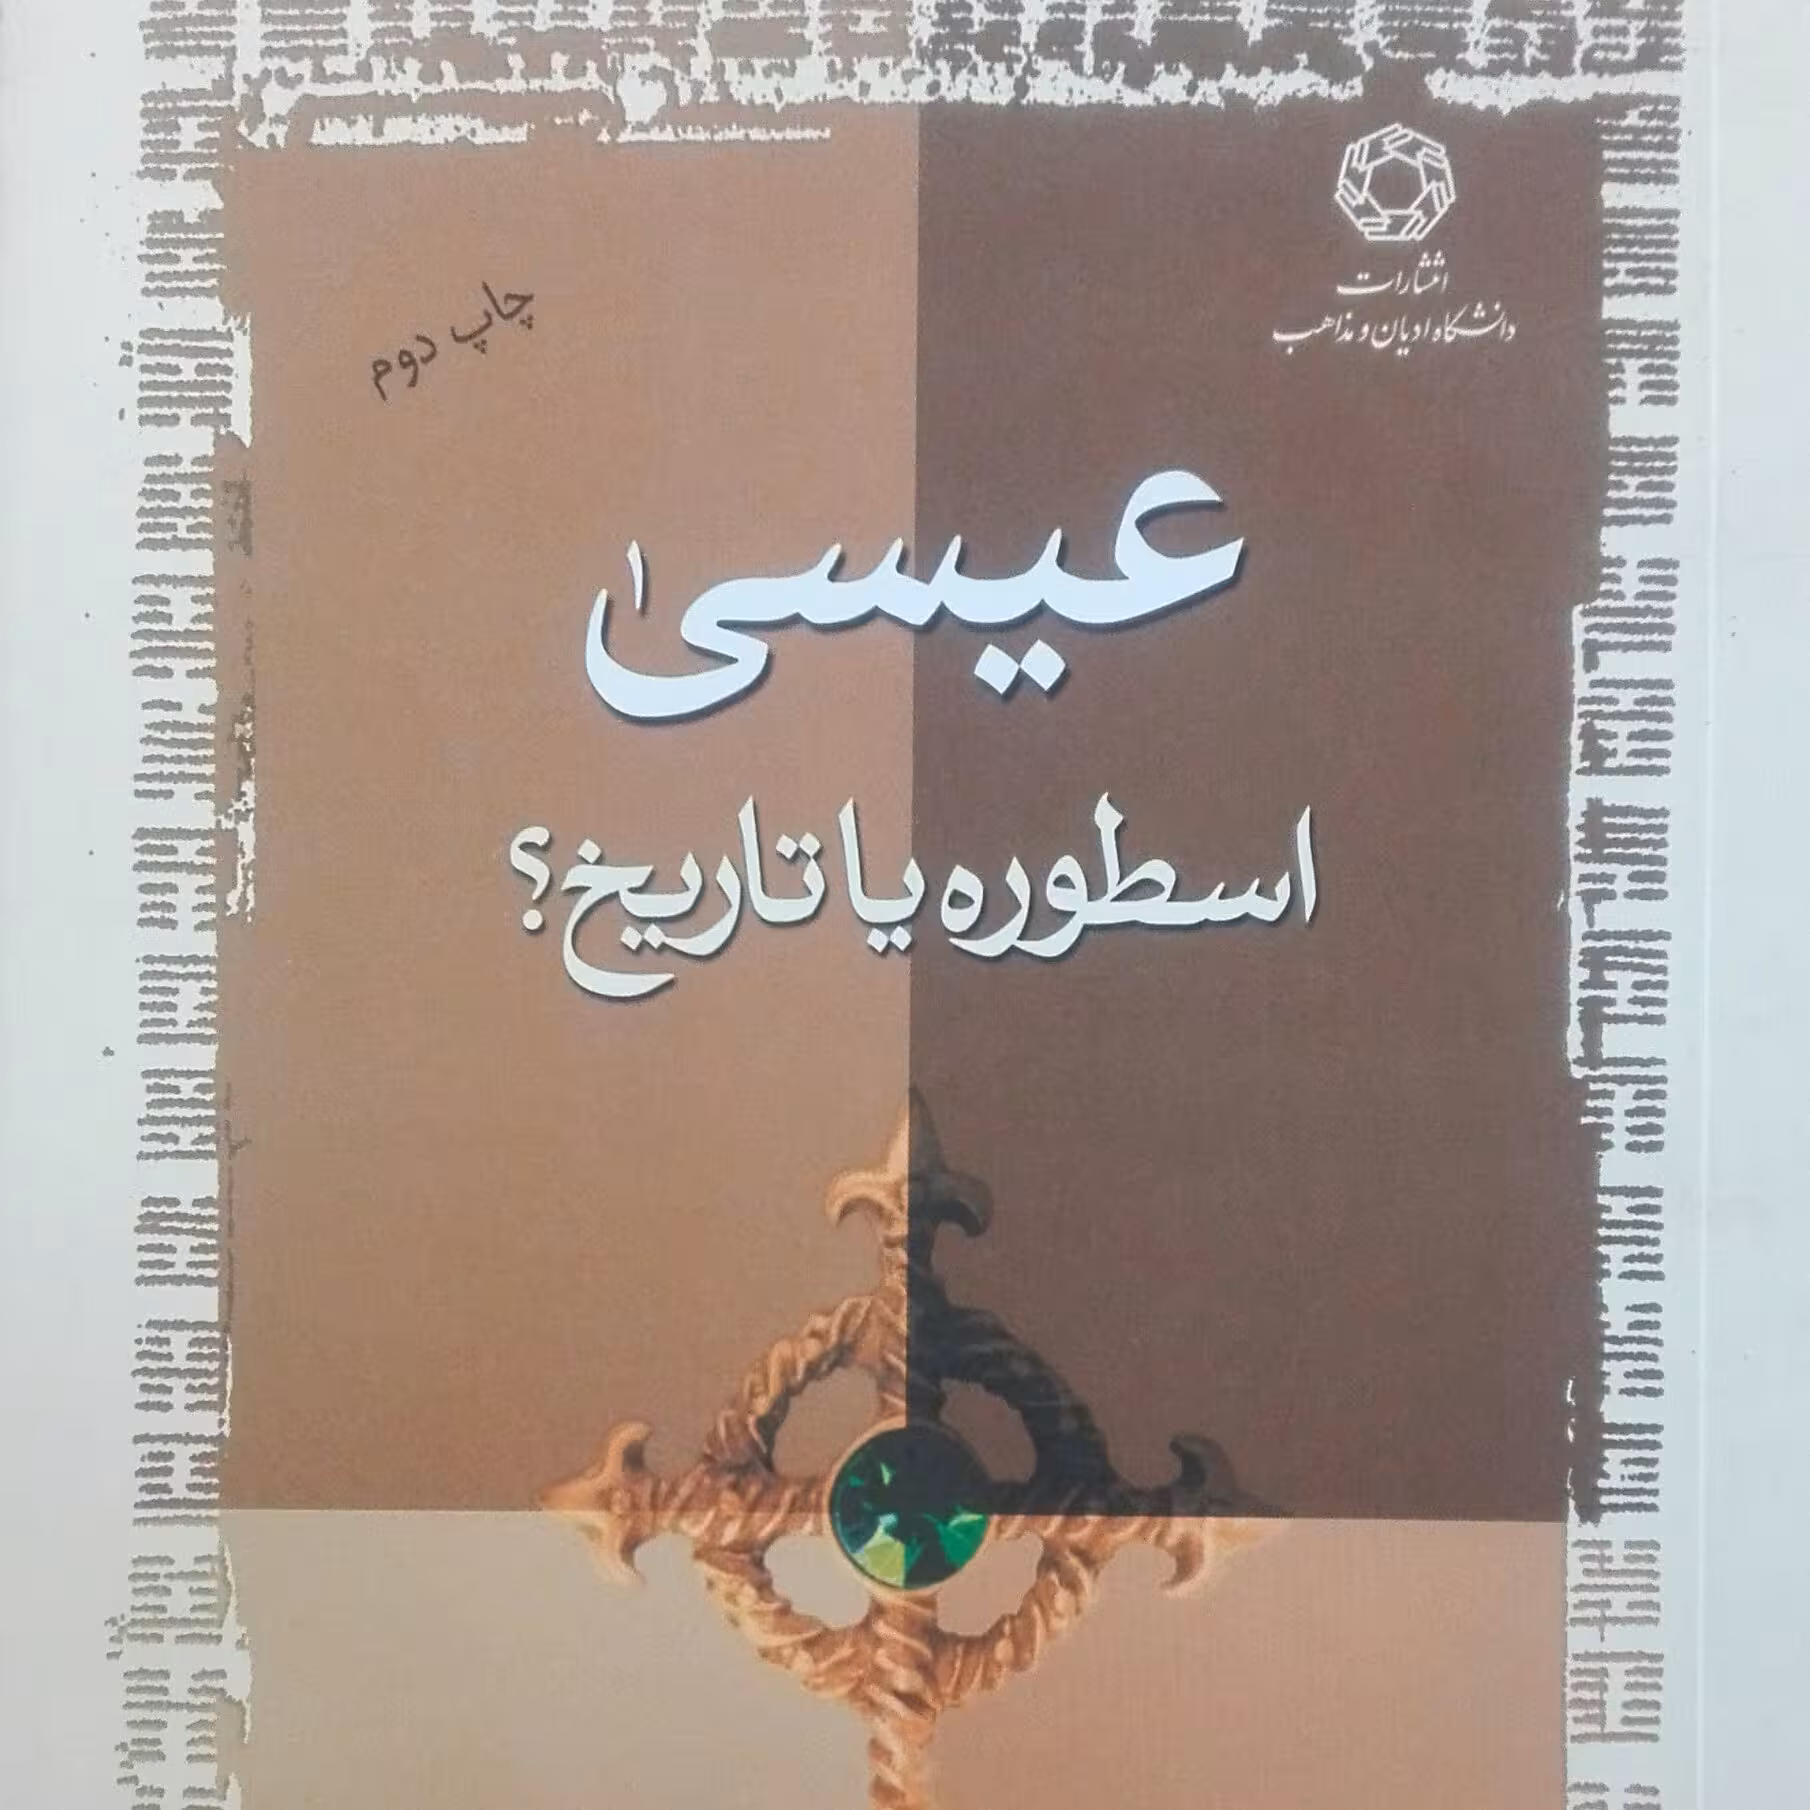 انتشارات
دانشگاه ادیان و مذاهب
چاپ دوم
عیسیٰ
اسطوره یا تاریخ؟